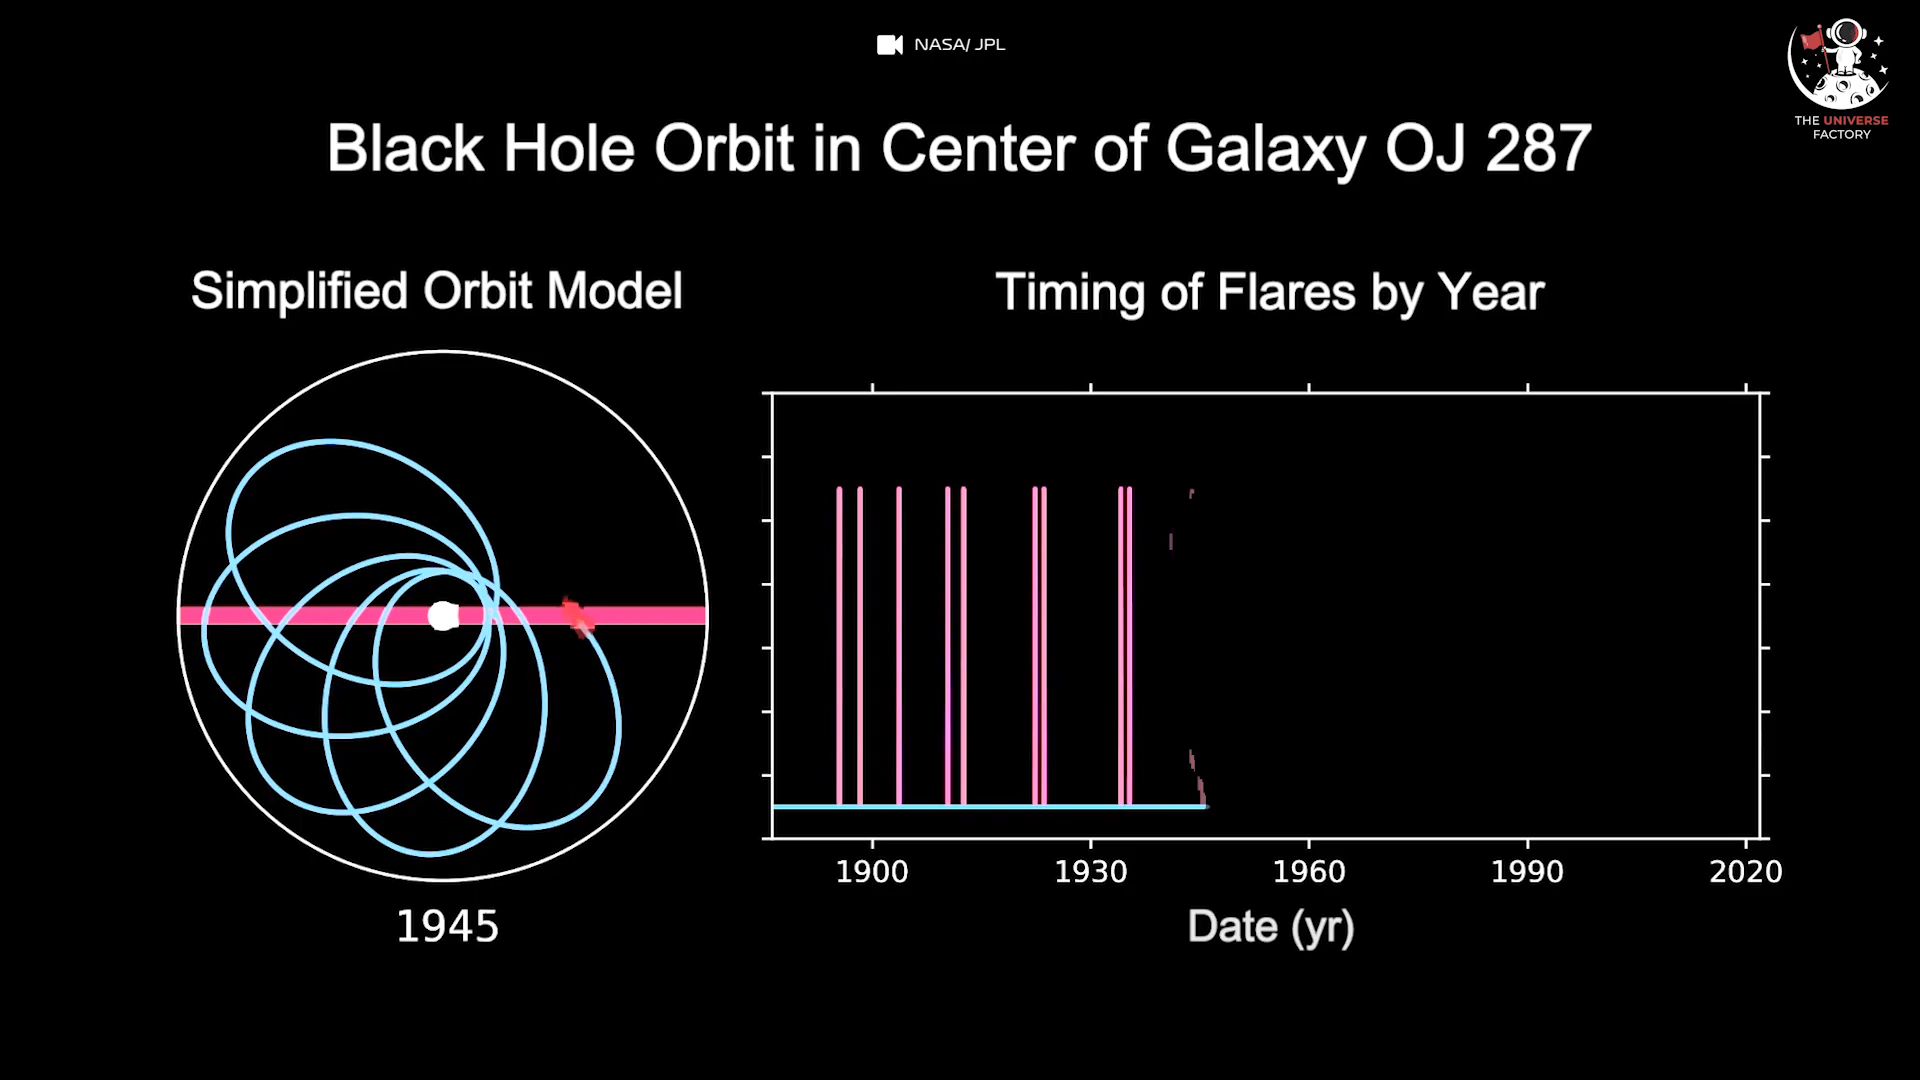 NASA/ JPL
THE UNIVERSE
FACTORY
Black Hole Orbit in Center of Galaxy OJ 287
Simplified Orbit Model
Timing of Flares by Year
1900 1930 1960 1990 2020
1945
Date (yr)